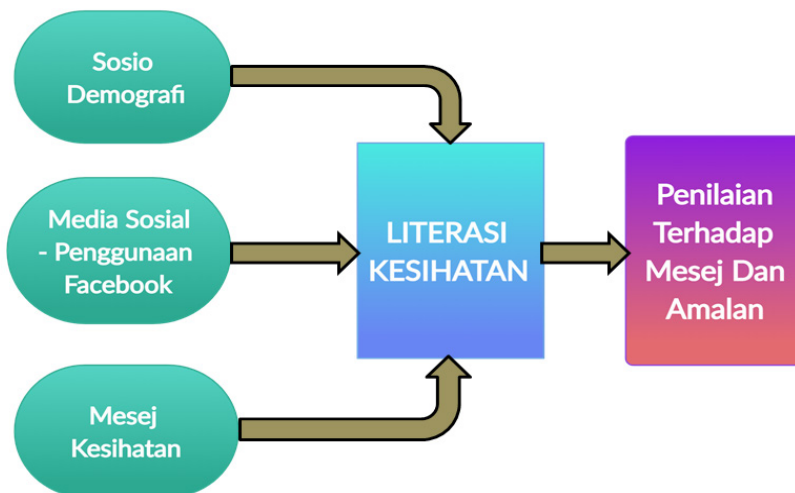 Sosio
Demografi
Media Sosial
- Penggunaan
Facebook
Mesej
Kesihatan
LITERASI
KESIHATAN
Penilaian
Terhadap
Mesej Dan
Amalan